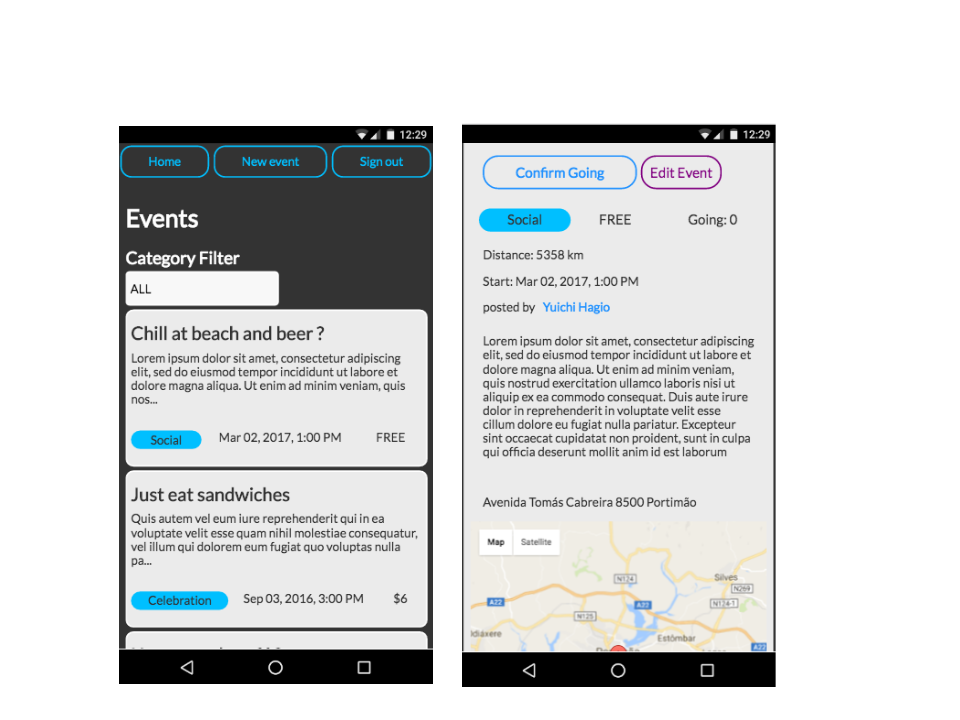 12:29
Home New event Sign out
Events
Category Filter
ALL
Chill at beach and beer ?
Lorem ipsum dolor sit amet, consectetur adipiscing
elit, sed do eiusmod tempor incididunt ut labore et
dolore magna aliqua. Ut enim ad minim veniam, quis
nos...
Social Mar 02, 2017, 1:00 PM FREE
Just eat sandwiches
Quis autem vel eum iure reprehenderit qui in ea
voluptate velit esse quam nihil molestiae consequatur,
vel illum qui dolorem eum fugiat quo voluptas nulla
pa...
Celebration Sep 03, 2016, 3:00 PM $6
12:29
Confirm Going Edit Event
Social FREE Going: 0
Distance: 5358 km
Start: Mar 02, 2017, 1:00 PM
posted by Yuichi Hagio
Lorem ipsum dolor sit amet, consectetur adipiscing
elit, sed do eiusmod tempor incididunt ut labore et
dolore magna aliqua. Ut enim ad minim veniam,
quis nostrud exercitation ullamco laboris nisi ut
aliquip ex ea commodo consequat. Duis aute irure
dolor in reprehenderit in voluptate velit esse
cillum dolore eu fugiat nulla pariatur. Excepteur
sint occaecat cupidatat non proident, sunt in culpa
qui officia deserunt mollit anim id est laborum
Avenida Tomás Cabreira 8500 Portimão
Map Satellite
N124 Silves
N269
A22 A22 N124-1
N125
Estômbar
A22